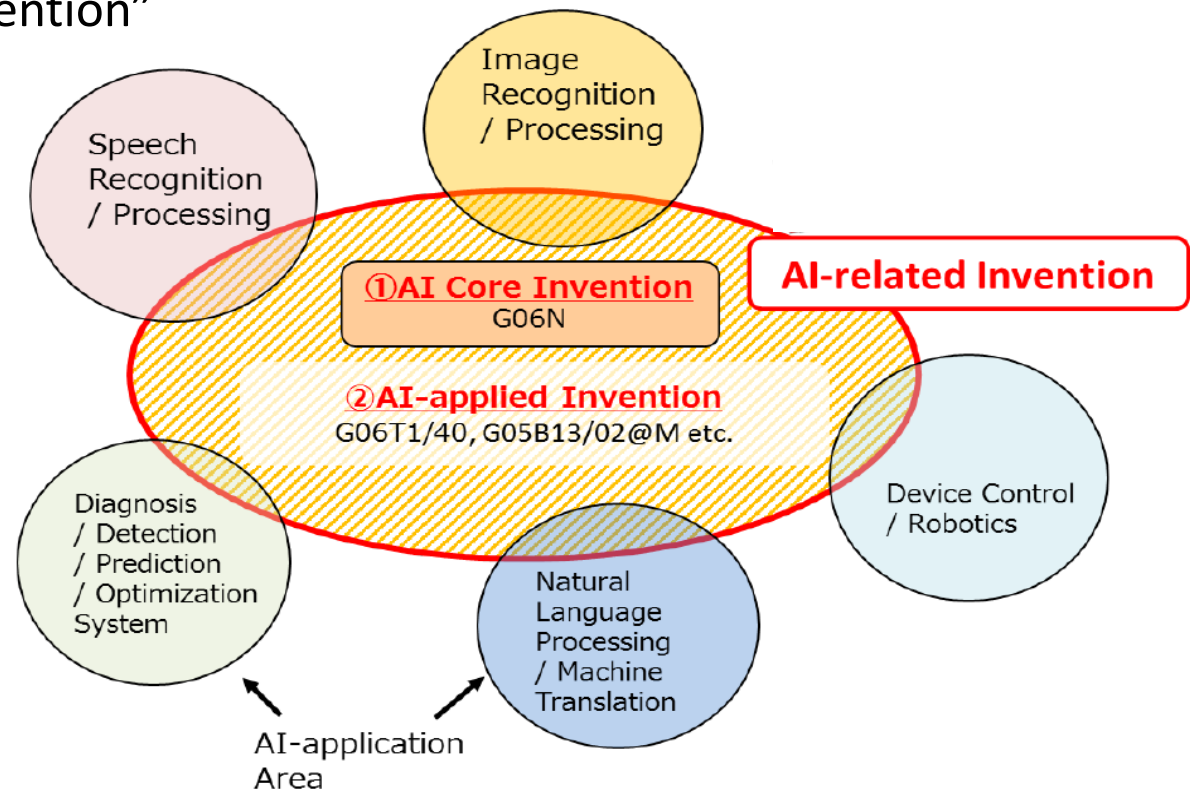 ention”
Image
Recognition
/ Processing
Speech
Recognition
/ Processing
AI-related Invention
①AI Core Invention
G06N
②AI-applied Invention
G06T1/40, G05B13/02@M etc.
Device Control
/ Robotics
Diagnosis
/ Detection
/ Prediction
/ Optimization
System
Natural
Language
Processing
/ Machine
Translation
AI-application
Area